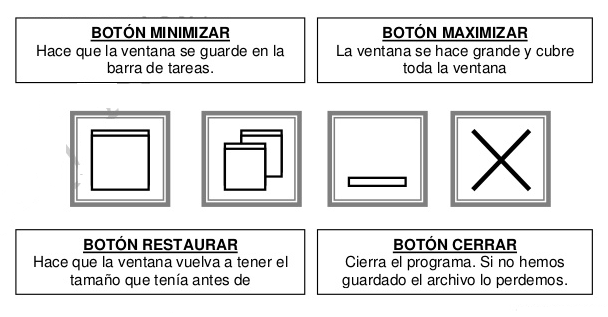 BOTÓN MINIMIZAR
Hace que la ventana se guarde en la
barra de tareas.
BOTÓN MAXIMIZAR
La ventana se hace grande y cubre
toda la ventana
BOTÓN RESTAURAR
Hace que la ventana vuelva a tener el
tamaño que tenía antes de
BOTÓN CERRAR
Cierra el programa. Si no hemos
guardado el archivo lo perdemos.